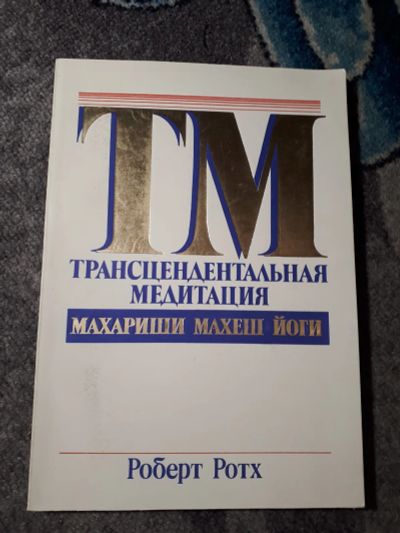 ТМ
ТРАНСЦЕНДЕНТАЛЬНАЯ
МЕДИТАЦИЯ
МАХАРИШИ МАХЕШ ЙОГИ
Роберт Ротх